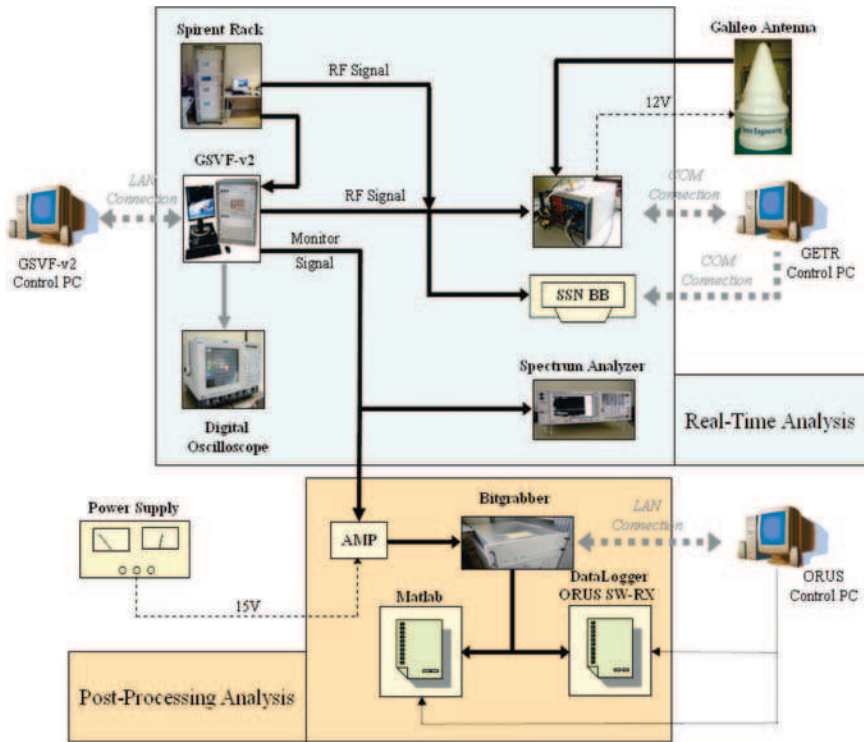 Spirent Rack
Galileo Antenna
RF Signal
12V
GSVF-v2
LAN
Connection
RF Signal
COM
Connection
Monitor
Signal
GSVF-v2
Control PC
GETR
Control PC
COM
Connection
SSN BB
Spectrum Analyzer
Digital
Oscilloscope
Real-Time Analysis
Power Supply
Bitgrabber
LAN
Connection
AMP
ORUS
Control PC
DataLogger
ORUS SW-RX
Matlab
15V
Post-Processing Analysis